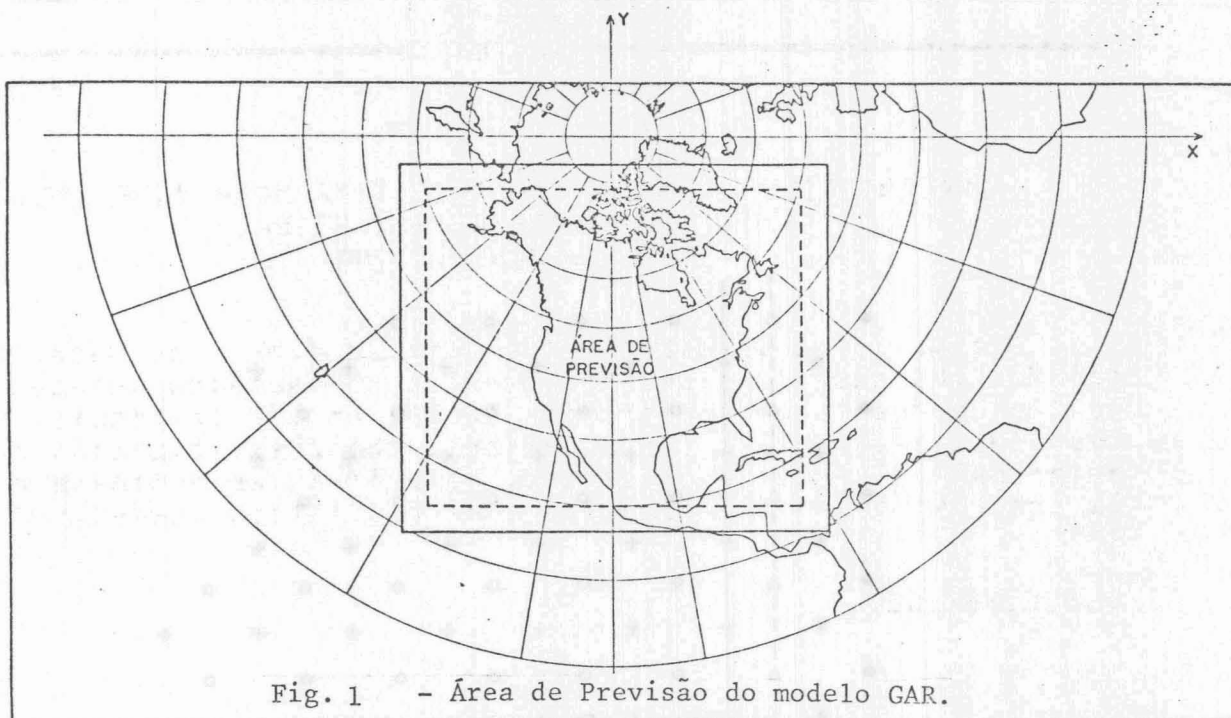 Y
X
ÁREA DE
PREVISÃO
Fig. 1 - Área de Previsão do modelo GAR.